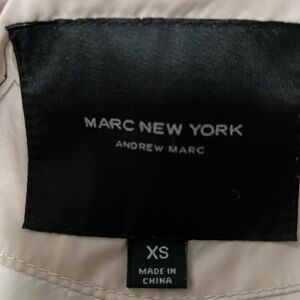 MARC NEW YORK
ANDREW MARC
XS
MADE IN
CHINA